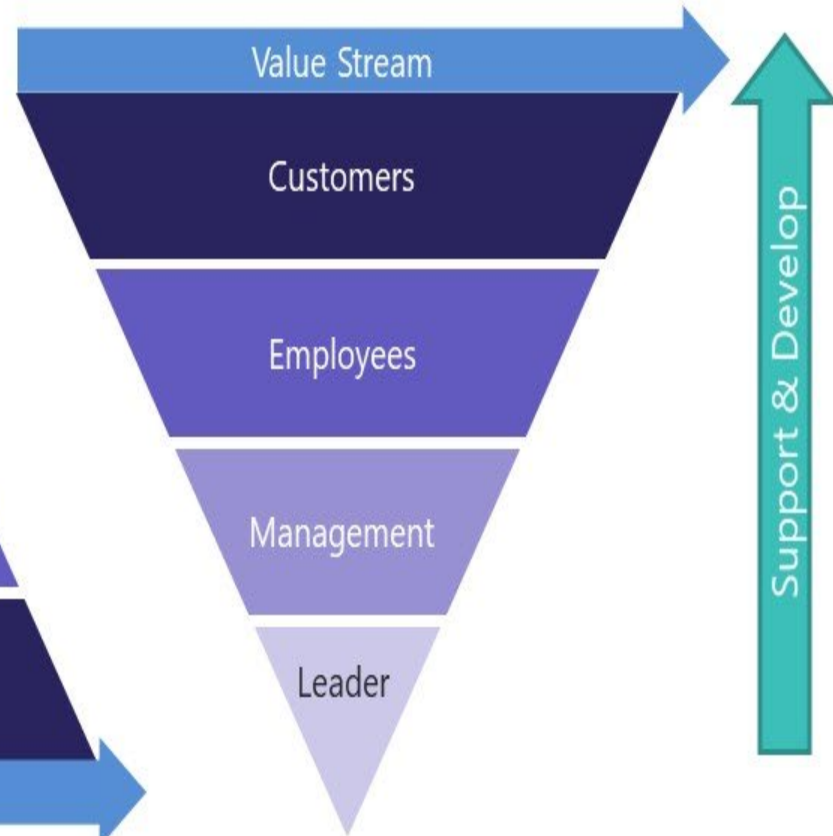 Value Stream
Customers
Employees
Management
Leader
Support & Develop